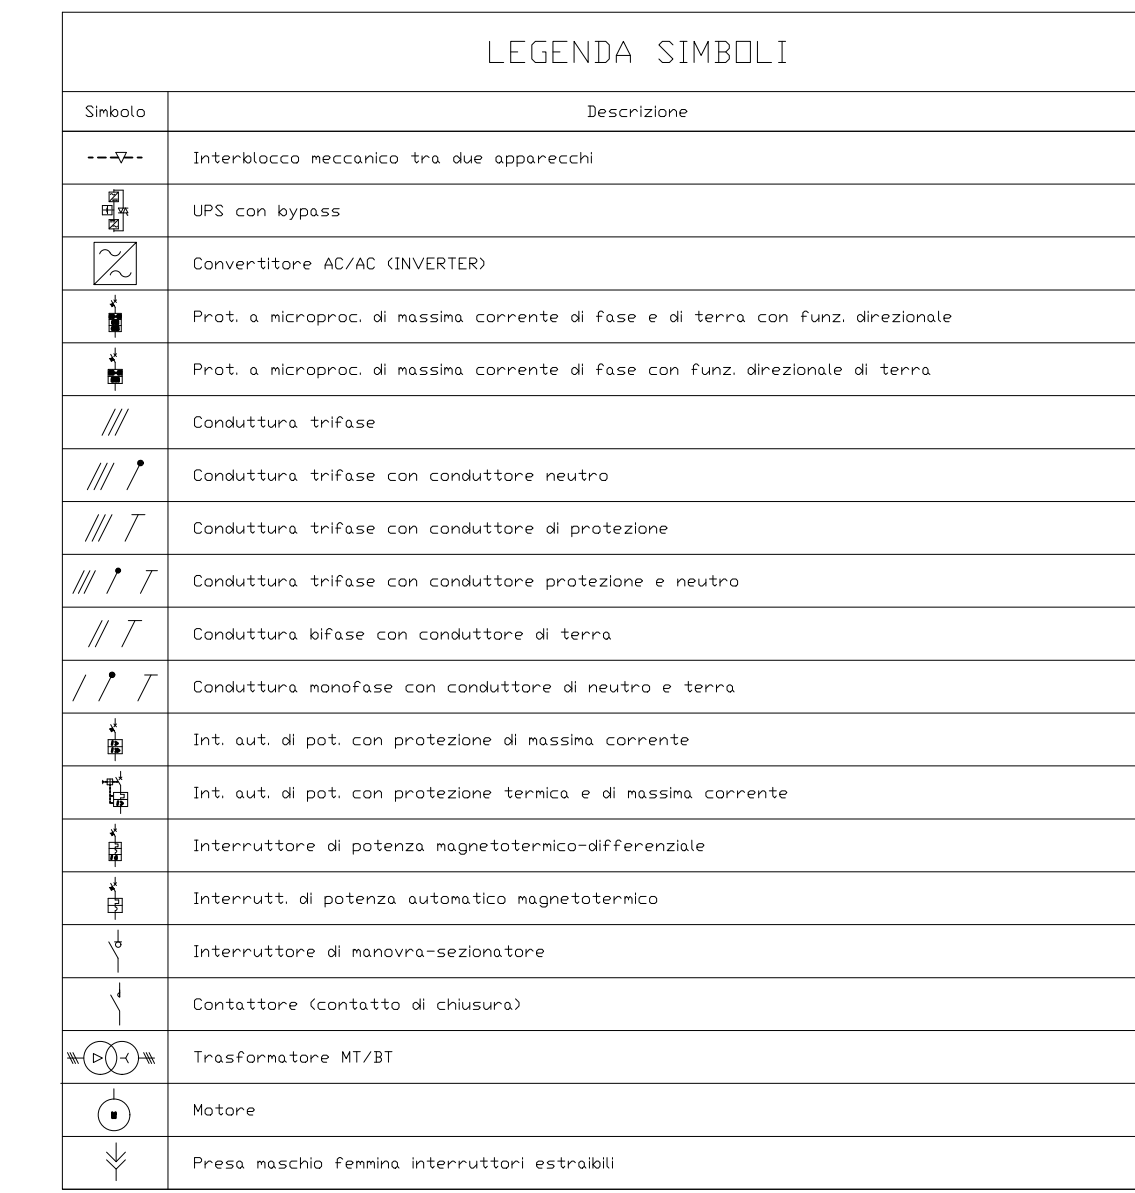 LEGENDA SIMBOLI
Simbolo Descrizione
Interblocco meccanico tra due apparecchi
UPS con bypass
Convertitore AC/AC (INVERTER)
Prot. a microproc. di massima corrente di fase e di terra con funz. direzionale
Prot. a microproc. di massima corrente di fase con funz. direzionale di terra
Conduttura trifase
Conduttura trifase con conduttore neutro
Conduttura trifase con conduttore di protezione
Conduttura trifase con conduttore protezione e neutro
Conduttura bifase con conduttore di terra
Conduttura monofase con conduttore di neutro e terra
Int. aut. di pot. con protezione di massima corrente
Int. aut. di pot. con protezione termica e di massima corrente
Interruttore di potenza magnetotermico-differenziale
Interrutt. di potenza automatico magnetotermico
Interruttore di manovra-sezionatore
Contattore (contatto di chiusura)
Trasformatore MT/BT
Motore
Presa maschio femmina interruttori estraibili